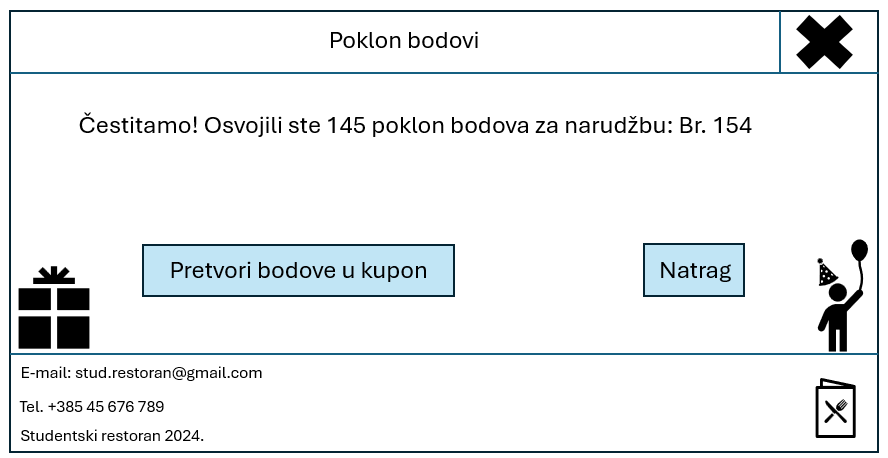 Poklon bodovi
Čestitamo! Osvojili ste 145 poklon bodova za narudžbu: Br. 154
Pretvori bodove u kupon
Natrag
E-mail: stud.restoran@gmail.com
Tel. +385 45 676 789
Studentski restoran 2024.